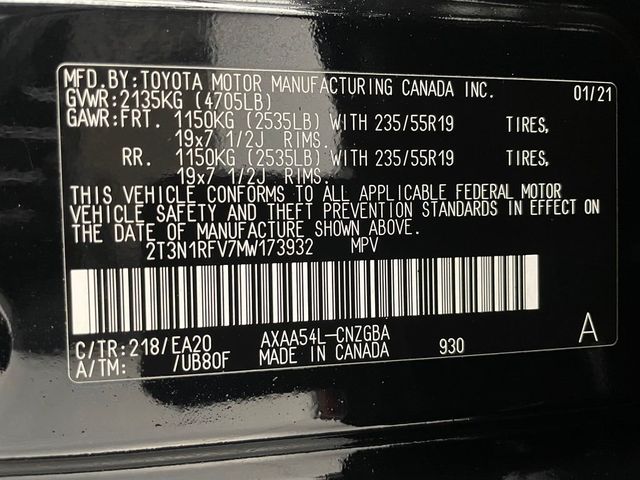 MFD.BY:TOYOTA MOTOR MANUFACTURING CANADA INC. 01/21
GVWR:2135KG (4705LB)
GAWR:FRT. 1150KG (2535LB) WITH 235/55R19 TIRES,
19x7 1/2J RIMS.
RR. 1150KG (2535LB) WITH 235/55R19 TIRES,
19x7 1/2J RIMS.
THIS VEHICLE CONFORMS TO ALL APPLICABLE FEDERAL MOTOR
VEHICLE SAFETY AND THEFT PREVENTION STANDARDS IN EFFECT ON
THE DATE OF MANUFACTURE SHOWN ABOVE.
2T3N1RFV7MW173932 MPV
C/TR:218/EA20 AXAA54L-CNZGBA A
A/TM: /UB80F MADE IN CANADA 930